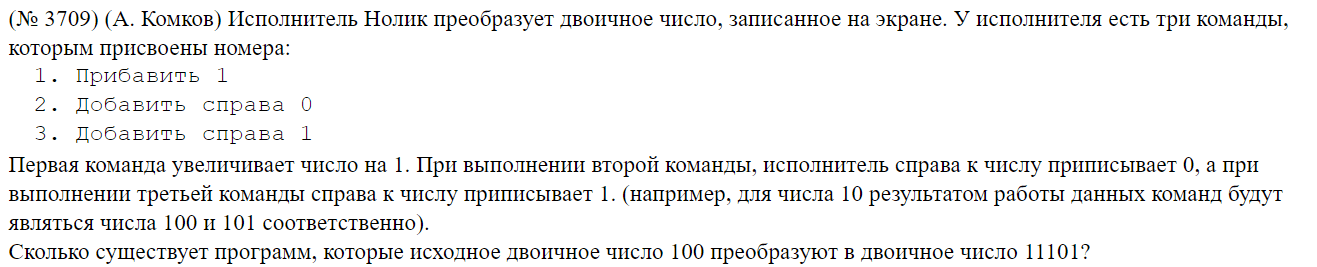 (№ 3709) (А. Комков) Исполнитель Нолик преобразует двоичное число, записанное на экране. У исполнителя есть три команды,
которым присвоены номера:
1. Прибавить 1
2. Добавить справа 0
3. Добавить справа 1
Первая команда увеличивает число на 1. При выполнении второй команды, исполнитель справа к числу приписывает 0, а при
выполнении третьей команды справа к числу приписывает 1. (например, для числа 10 результатом работы данных команд будут
являться числа 100 и 101 соответственно).
Сколько существует программ, которые исходное двоичное число 100 преобразуют в двоичное число 11101?